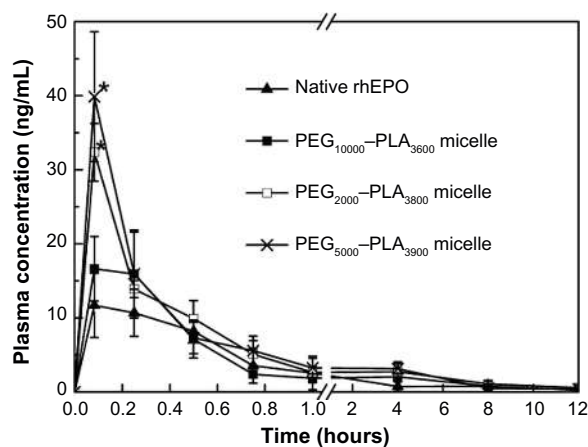 50
40
30
20
10
0
Plasma concentration (ng/mL)
*
*
Native rhEPO
PEG10000–PLA3600 micelle
PEG2000–PLA3800 micelle
PEG5000–PLA3900 micelle
0.0 0.2 0.4 0.6 0.8 1.0 2 4 6 8 10 12
Time (hours)